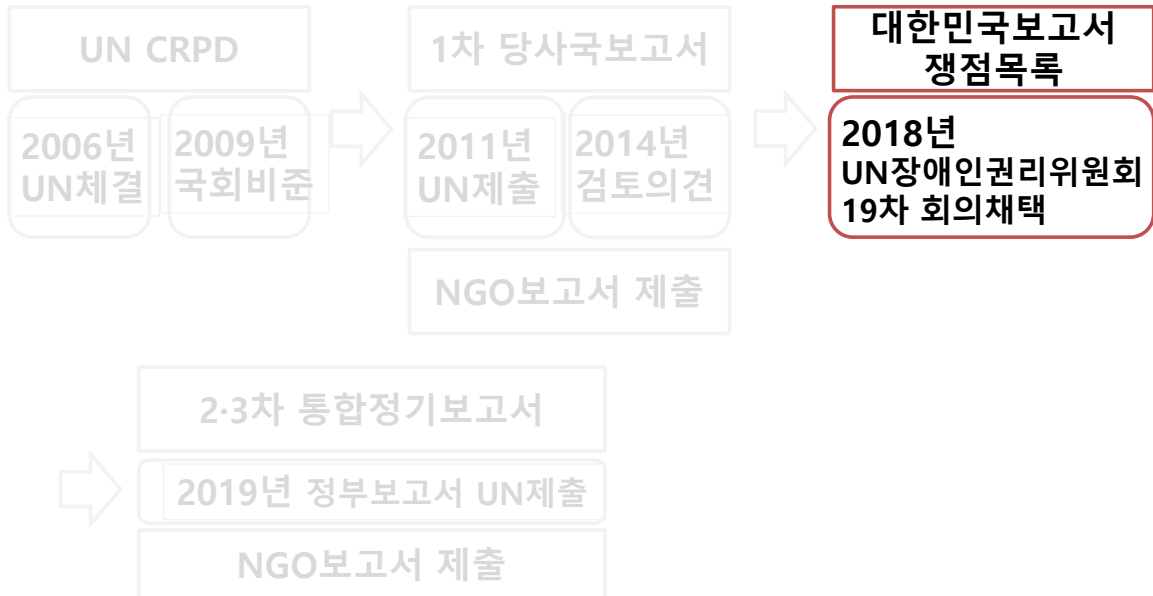 UN CRPD
2006년
UN체결
2009년
국회비준
1차 당사국보고서
2011년
UN제출
2014년
검토의견
NGO보고서 제출
대한민국보고서
쟁점목록
2018년
UN장애인권리위원회
19차 회의채택
2·3차 통합정기보고서
2019년 정부보고서 UN제출
NGO보고서 제출